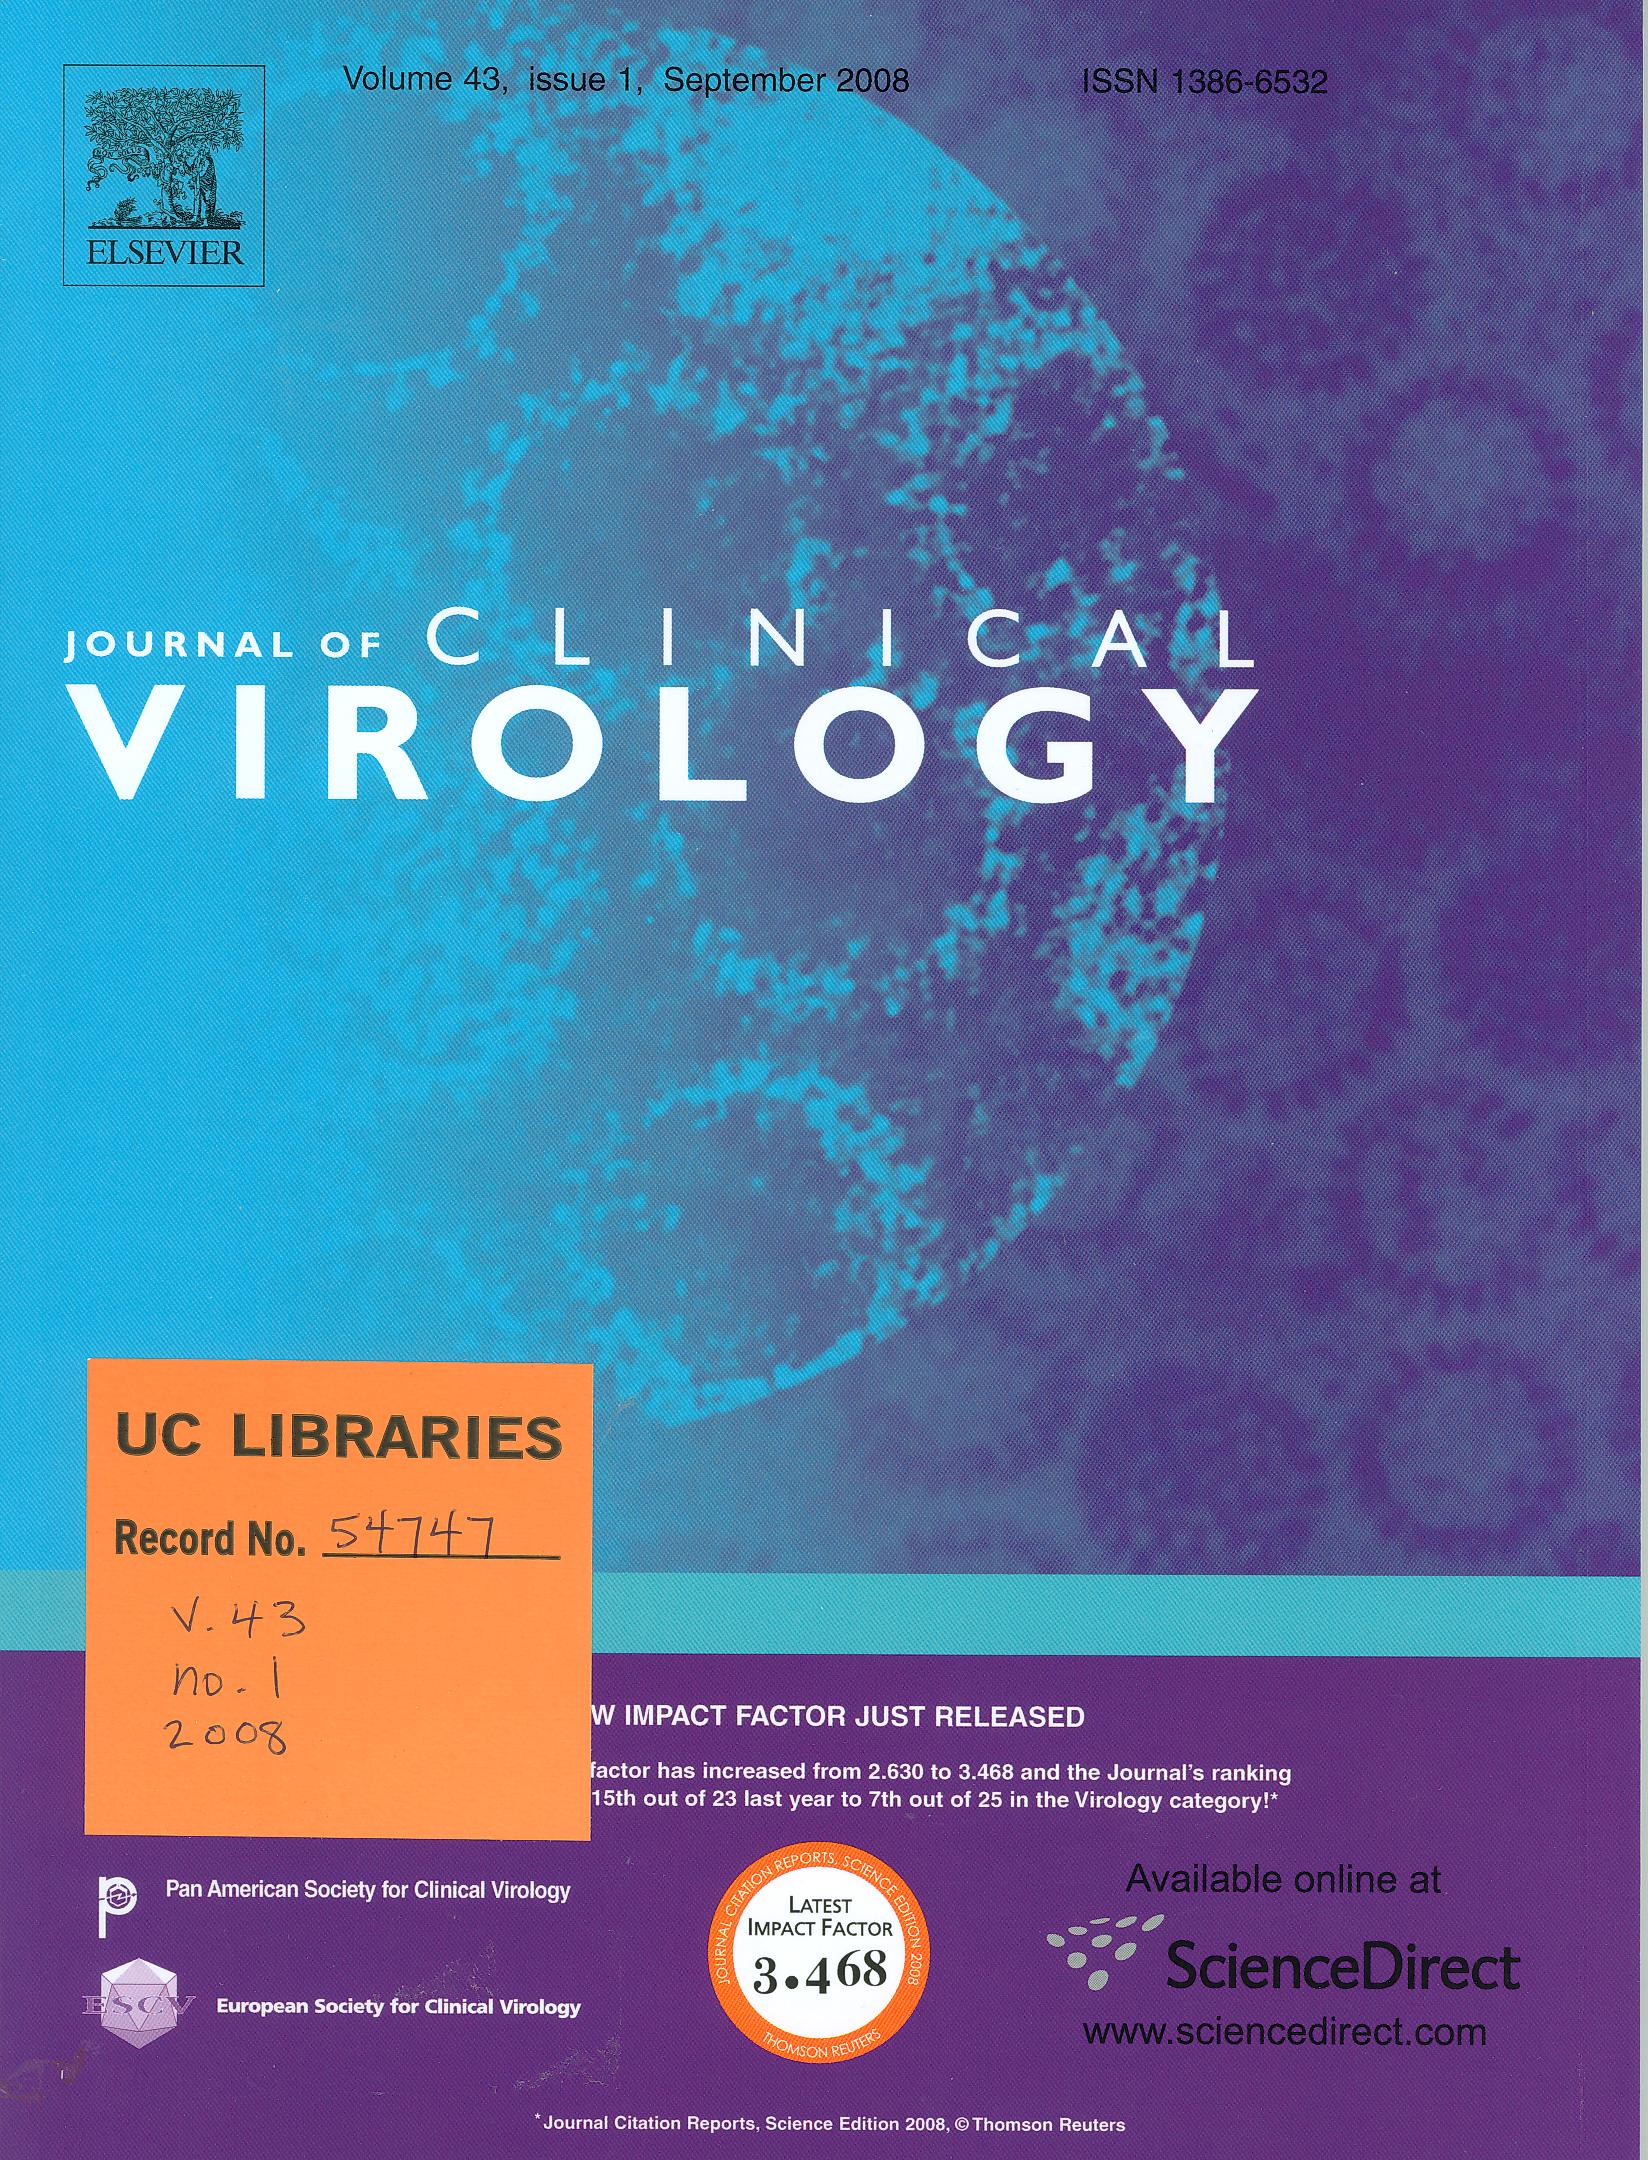 Volume 43, issue 1, September 2008
ISSN 1386-6532
NON SOLUS
ELSEVIER
JOURNAL OF CLINICAL
VIROLOGY
UC LIBRARIES
Record No. 54747
v. 43
no. 1
2008
W IMPACT FACTOR JUST RELEASED
factor has increased from 2.630 to 3.468 and the Journal's ranking
15th out of 23 last year to 7th out of 25 in the Virology category!*
Pan American Society for Clinical Virology
ESCV
European Society for Clinical Virology
JOURNAL CITATION REPORTS, SCIENCE EDITION 2008
LATEST
IMPACT FACTOR
3.468
THOMSON REUTERS
Available online at
ScienceDirect
www.sciencedirect.com
*Journal Citation Reports, Science Edition 2008, © Thomson Reuters